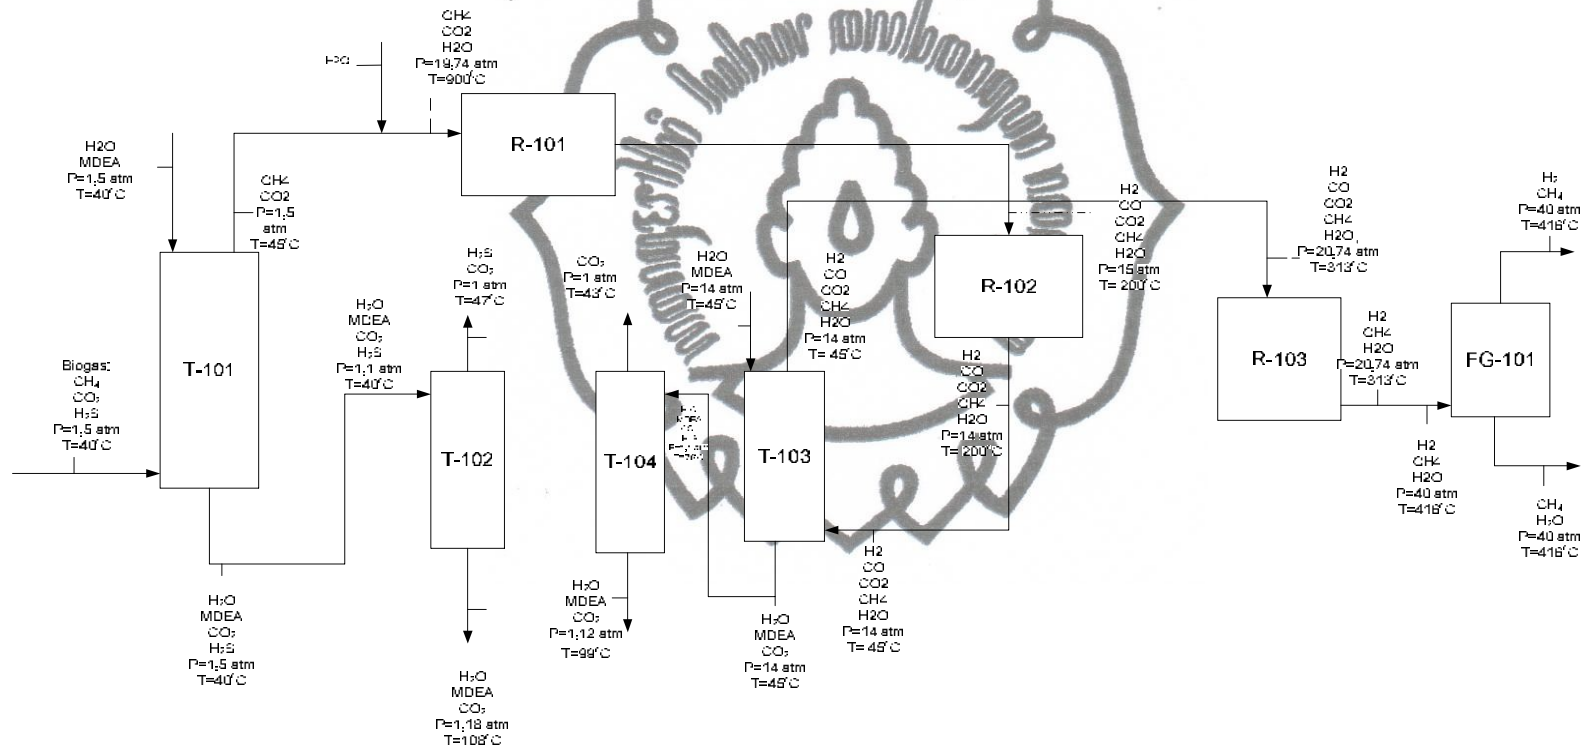 CH4
CO2
H2O
P=19,74 atm
T=900°C
H2O
R-101
H2O
MDEA
P=1,5 atm
T=40°C
CH4
CO2
P=1,5
atm
T=45°C
T-101
Biogas:
CH₄
CO₂
H₂S
P=1,5 atm
T=40°C
H₂O
MDEA
CO₂
H₂S
P=1,5 atm
T=40°C
H₂O
MDEA
CO₂
H₂S
P=1,1 atm
T=40°C
H₂S
CO₂
P=1 atm
T=47°C
T-102
H₂O
MDEA
CO₂
P=1,18 atm
T=108°C
CO₂
P=1 atm
T=43°C
T-104
H₂O
MDEA
CO₂
P=1,12 atm
T=99°C
H2O
MDEA
P=14 atm
T=45°C
T-103
H₂O
MDEA
CO₂
P=14 atm
T=45°C
H2
CO
CO2
CH4
H2O
P=14 atm
T= 45°C
R-102
H2
CO
CO2
CH4
H2O
P=15 atm
T= 200°C
H2
CO
CO2
CH4
H2O
P=14 atm
T= 200°C
H2
CO
CO2
CH4
H2O
P=14 atm
T= 45°C
H2
CO
CO2
CH4
H2O,
P=20,74 atm
T=313°C
R-103
H2
CH4
H2O
P=20,74 atm
T=313°C
H2
CH4
H2O
P=40 atm
T=416°C
FG-101
H₂
CH₄
P=40 atm
T=416°C
CH₄
H₂O
P=40 atm
T=416°C